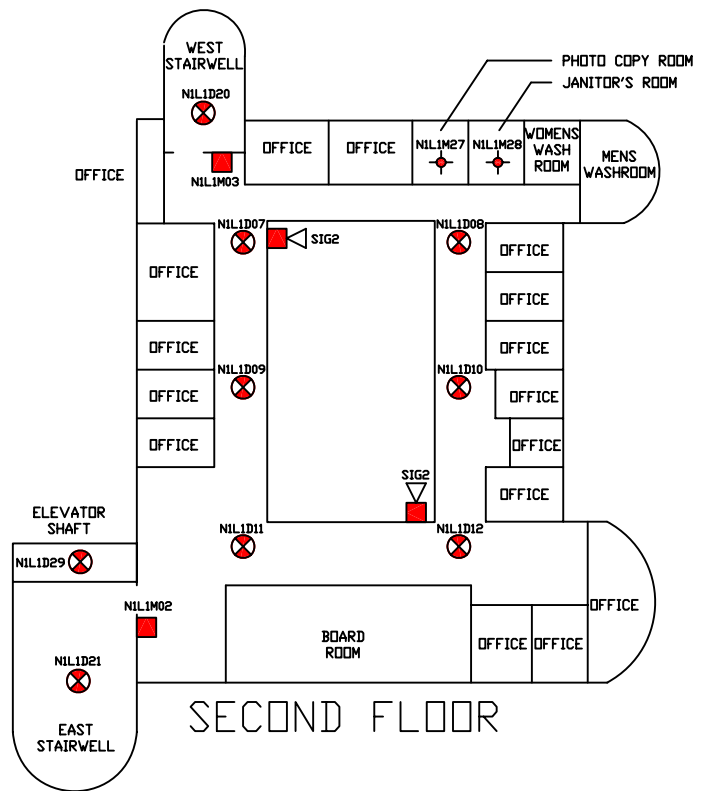 WEST
STAIRWELL
PHOTO COPY ROOM
JANITOR'S ROOM
N1L1D20
OFFICE
OFFICE
N1L1M27
N1L1M28
WOMENS
WASH
ROOM
MENS
WASHROOM
OFFICE
N1L1M03
N1L1D07
SIG2
N1L1D08
OFFICE
OFFICE
OFFICE
OFFICE
OFFICE
N1L1D09
N1L1D10
OFFICE
OFFICE
OFFICE
OFFICE
SIG2
OFFICE
ELEVATOR
SHAFT
N1L1D11
N1L1D12
N1L1D29
N1L1M02
OFFICE
BOARD
ROOM
OFFICE
OFFICE
N1L1D21
EAST
STAIRWELL
SECOND FLOOR